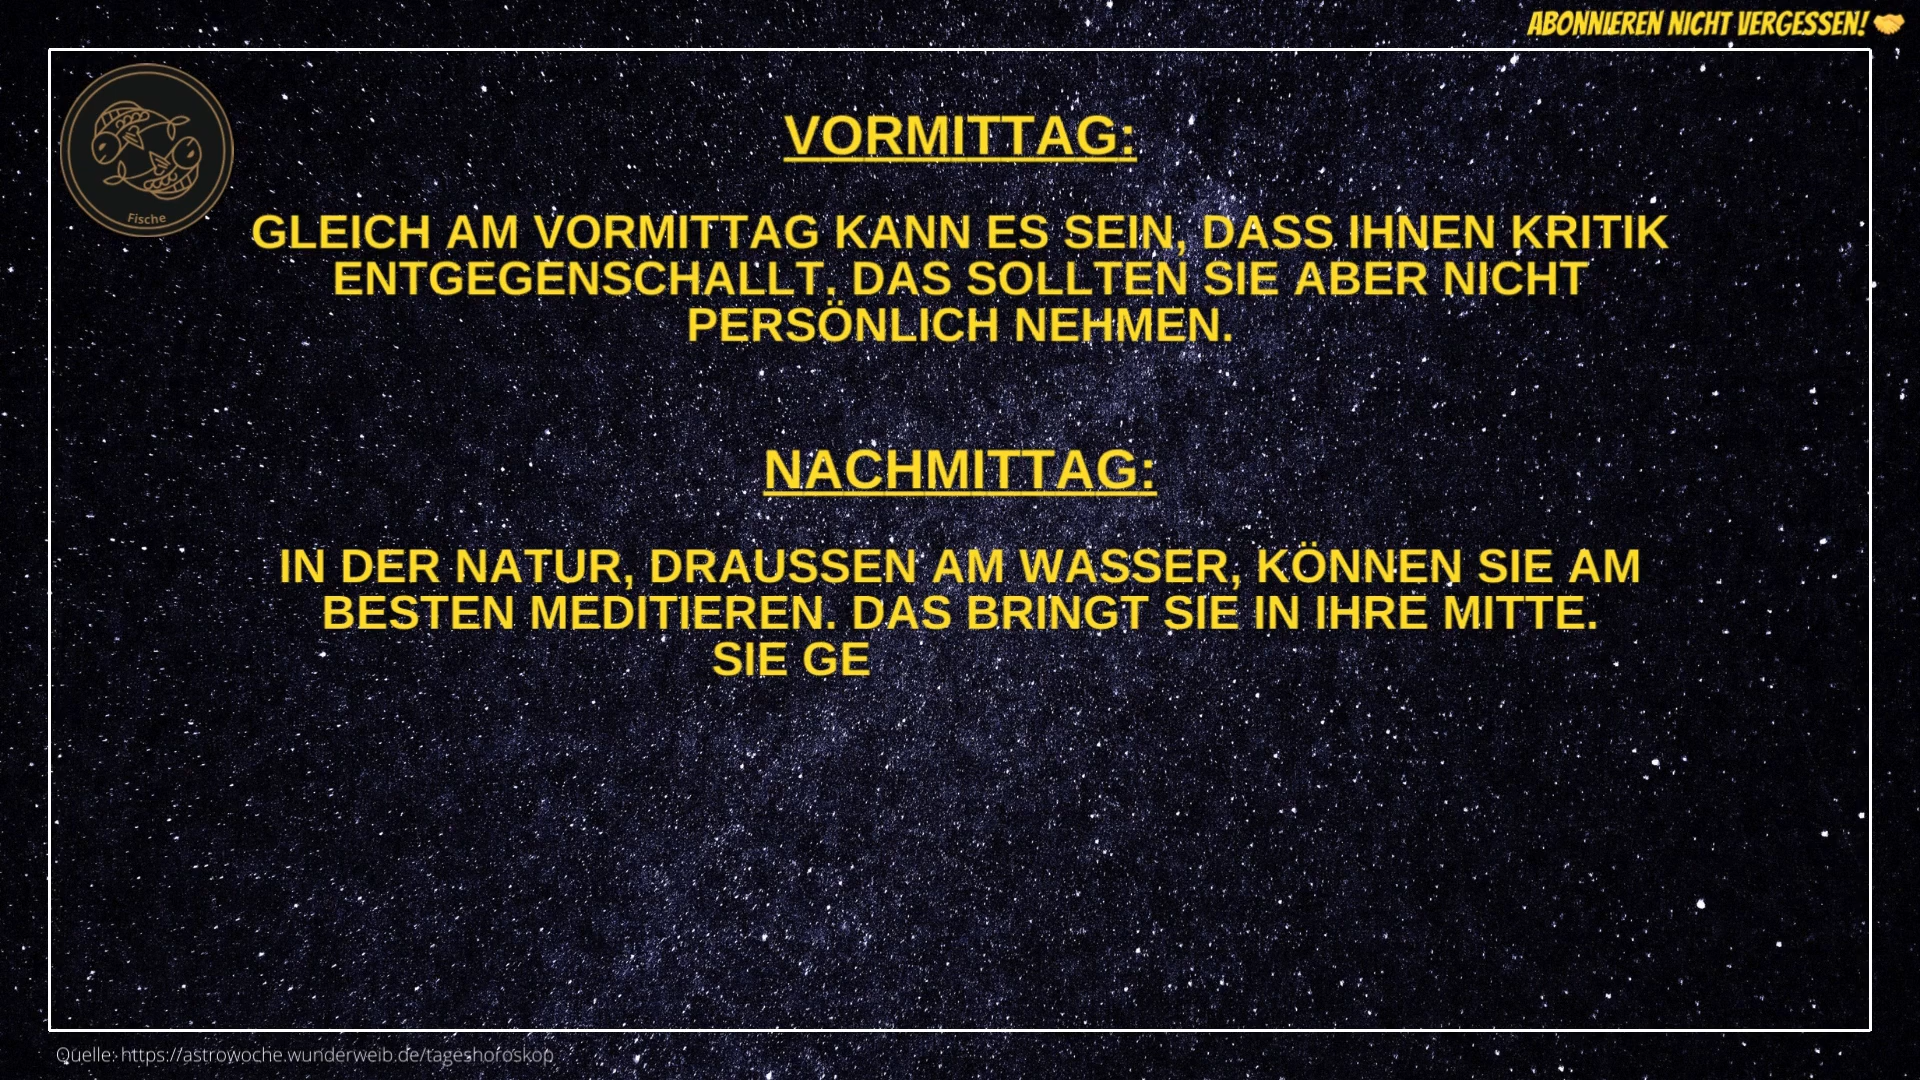 ABONNIEREN NICHT VERGESSEN!
Fische
VORMITTAG:
GLEICH AM VORMITTAG KANN ES SEIN, DASS IHNEN KRITIK
ENTGEGENSCHALLT. DAS SOLLTEN SIE ABER NICHT
PERSÖNLICH NEHMEN.
NACHMITTAG:
IN DER NATUR, DRAUSSEN AM WASSER, KÖNNEN SIE AM
BESTEN MEDITIEREN. DAS BRINGT SIE IN IHRE MITTE.
SIE GE
Quelle: https://astrowoche.wunderweib.de/tageshoroskop